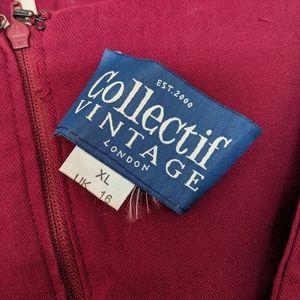 EST. 2000
Collectif
VINTAGE
LONDON
XL
UK 16